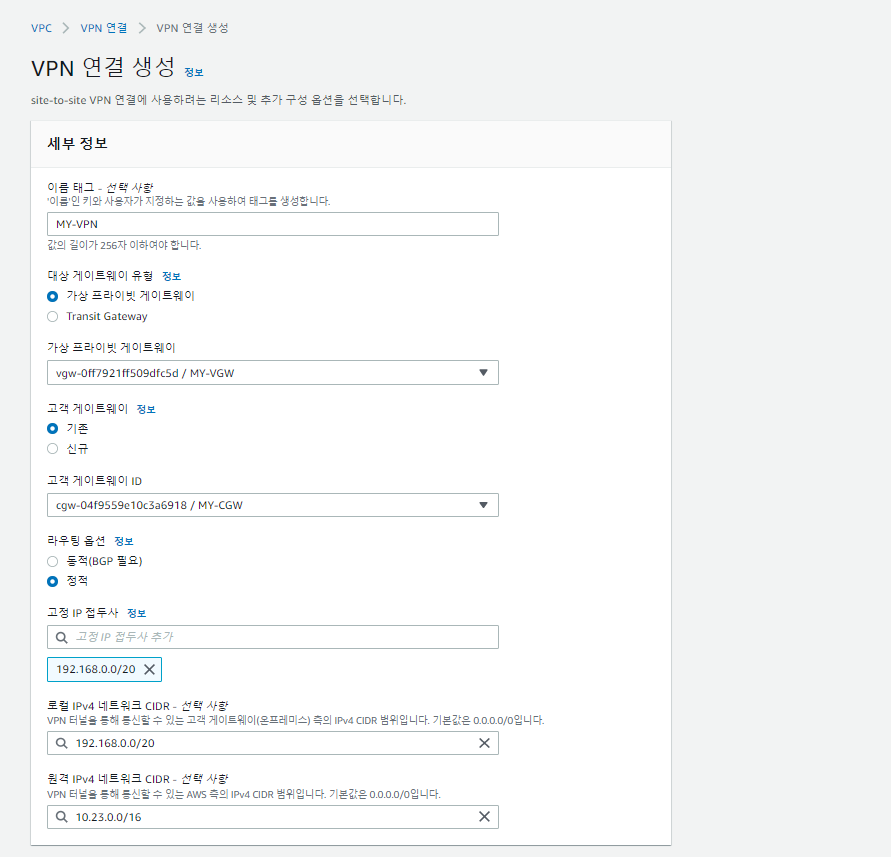 VPC > VPN 연결 > VPN 연결 생성
VPN 연결 생성 정보
site-to-site VPN 연결에 사용하려는 리소스 및 추가 구성 옵션을 선택합니다.
세부 정보
이름 태그 - 선택 사항
'이름'인 키와 사용자가 지정하는 값을 사용하여 태그를 생성합니다.
MY-VPN
값의 길이가 256자 이하여야 합니다.
대상 게이트웨이 유형 정보
가상 프라이빗 게이트웨이
Transit Gateway
가상 프라이빗 게이트웨이
vgw-0ff7921ff509dfc5d / MY-VGW
고객 게이트웨이 정보
기존
신규
고객 게이트웨이 ID
cgw-04f9559e10c3a6918 / MY-CGW
라우팅 옵션 정보
동적(BGP 필요)
정적
고정 IP 접두사 정보
고정 IP 접두사 추가
192.168.0.0/20
로컬 IPv4 네트워크 CIDR - 선택 사항
VPN 터널을 통해 통신할 수 있는 고객 게이트웨이(온프레미스) 측의 IPv4 CIDR 범위입니다. 기본값은 0.0.0.0/0입니다.
192.168.0.0/20
원격 IPv4 네트워크 CIDR - 선택 사항
VPN 터널을 통해 통신할 수 있는 AWS 측의 IPv4 CIDR 범위입니다. 기본값은 0.0.0.0/0입니다.
10.23.0.0/16